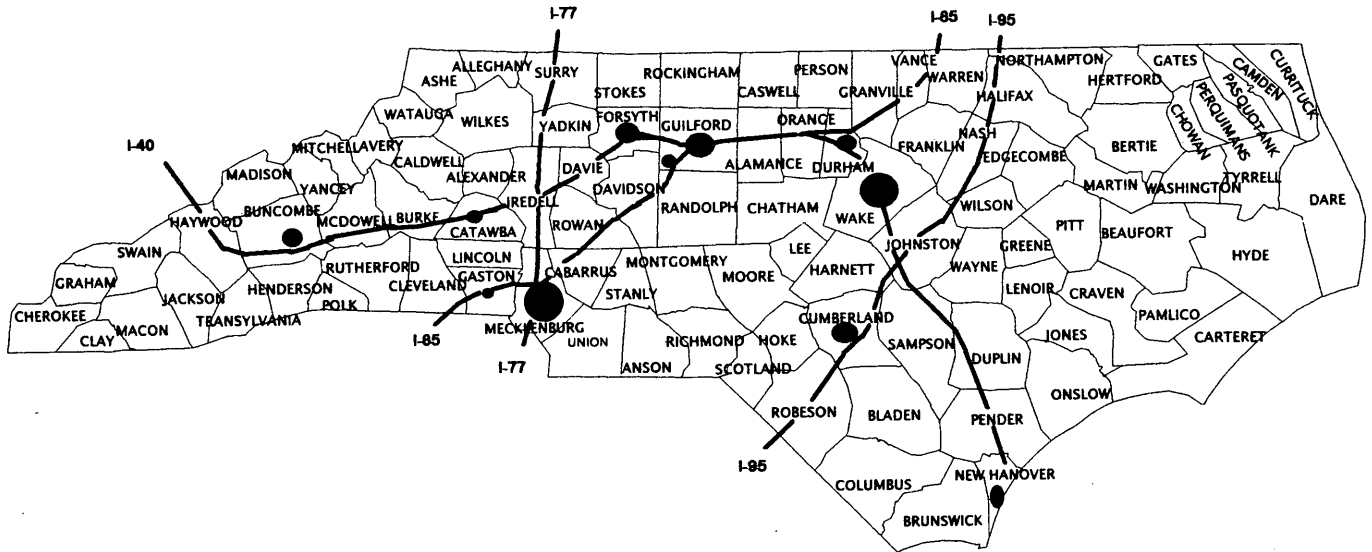 I-77
I-85
I-95
ALLEGHANY
SURRY
ASHE
ROCKINGHAM
STOKES
CASWELL
PERSON
VANCE
WARREN
GRANVILLE
NORTHAMPTON
HERTFORD
GATES
CAMDEN
CURRITUCK
PASQUOTANK
PERQUIMANS
CHOWAN
HALIFAX
WATAUGA
WILKES
YADKIN
FORSYTH
GUILFORD
ORANGE
ALAMANCE
DURHAM
FRANKLIN
NASH
EDGECOMBE
BERTIE
I-40
MITCHELL
AVERY
CALDWELL
ALEXANDER
DAVIE
DAVIDSON
MADISON
YANCEY
IREDELL
RANDOLPH
CHATHAM
WAKE
WILSON
MARTIN
WASHINGTON
TYRRELL
DARE
HAYWOOD
BUNCOMBE
MCDOWELL
BURKE
CATAWBA
ROWAN
PITT
BEAUFORT
HYDE
SWAIN
LINCOLN
LEE
JOHNSTON
GREENE
WAYNE
GRAHAM
RUTHERFORD
CLEVELAND
GASTON
CABARRUS
MONTGOMERY
MOORE
HARNETT
LENOIR
CRAVEN
JACKSON
HENDERSON
POLK
STANLY
PAMLICO
CHEROKEE
MACON
CLAY
TRANSYLVANIA
MECKLENBURG
UNION
RICHMOND
HOKE
CUMBERLAND
SAMPSON
DUPLIN
JONES
CARTERET
I-85
I-77
ANSON
SCOTLAND
ONSLOW
ROBESON
BLADEN
PENDER
I-95
COLUMBUS
NEW HANOVER
BRUNSWICK